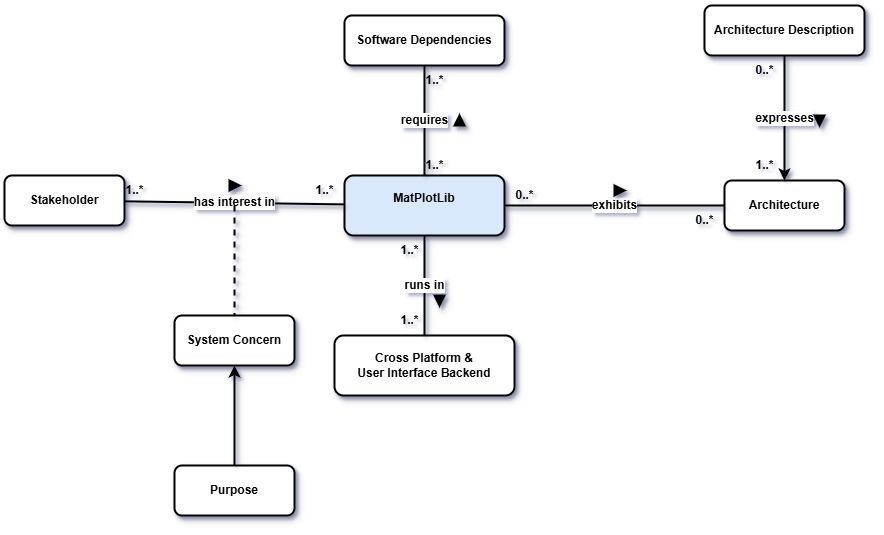 Architecture Description
Software Dependencies
0..*
1..*
requires
expresses
1..*
1..*
Stakeholder
1..*
has interest in
1..*
MatPlotLib
0..*
exhibits
0..*
Architecture
1..*
runs in
1..*
System Concern
Cross Platform &
User Interface Backend
Purpose